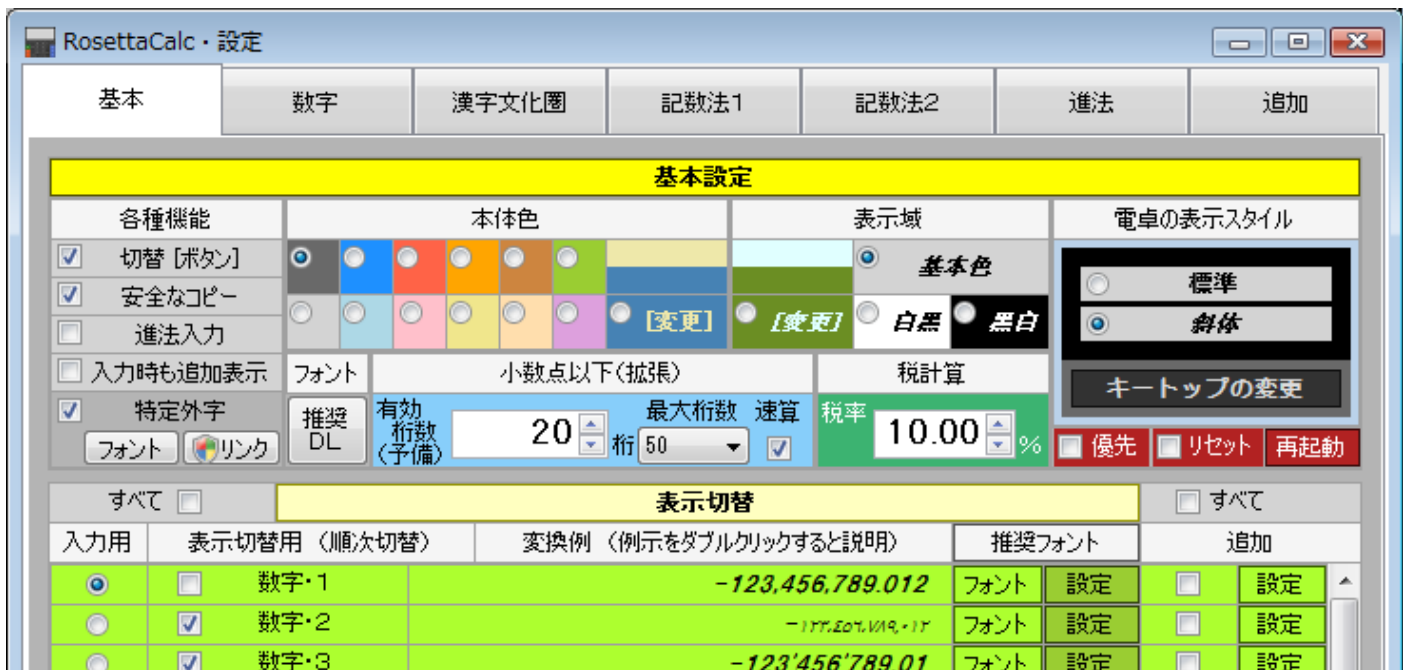 RosettaCalc・設定
基本 数字 漢字文化圏 記数法1 記数法2 進法 追加
基本設定
各種機能 本体色 表示域 電卓の表示スタイル
切替 [ボタン]
基本色
安全なコピー
標準
[変更] [変更] 白黒 黒白
進法入力
斜体
入力時も追加表示 フォント 小数点以下(拡張) 税計算
キートップの変更
特定外字 推奨DL 有効桁数(予備) 20 桁 最大桁数 50 速算 税率 10.00 %
フォント リンク
優先 リセット 再起動
すべて 表示切替 すべて
入力用 表示切替用 (順次切替) 変換例 (例示をダブルクリックすると説明) 推奨フォント 追加
数字・1 -123,456,789.012 フォント 設定 設定
数字・2 -١٢٣,٤٥٦,٧٨٩,٠١٢ フォント 設定 設定
数字・3 -123'456'789.01 フォント 設定 設定